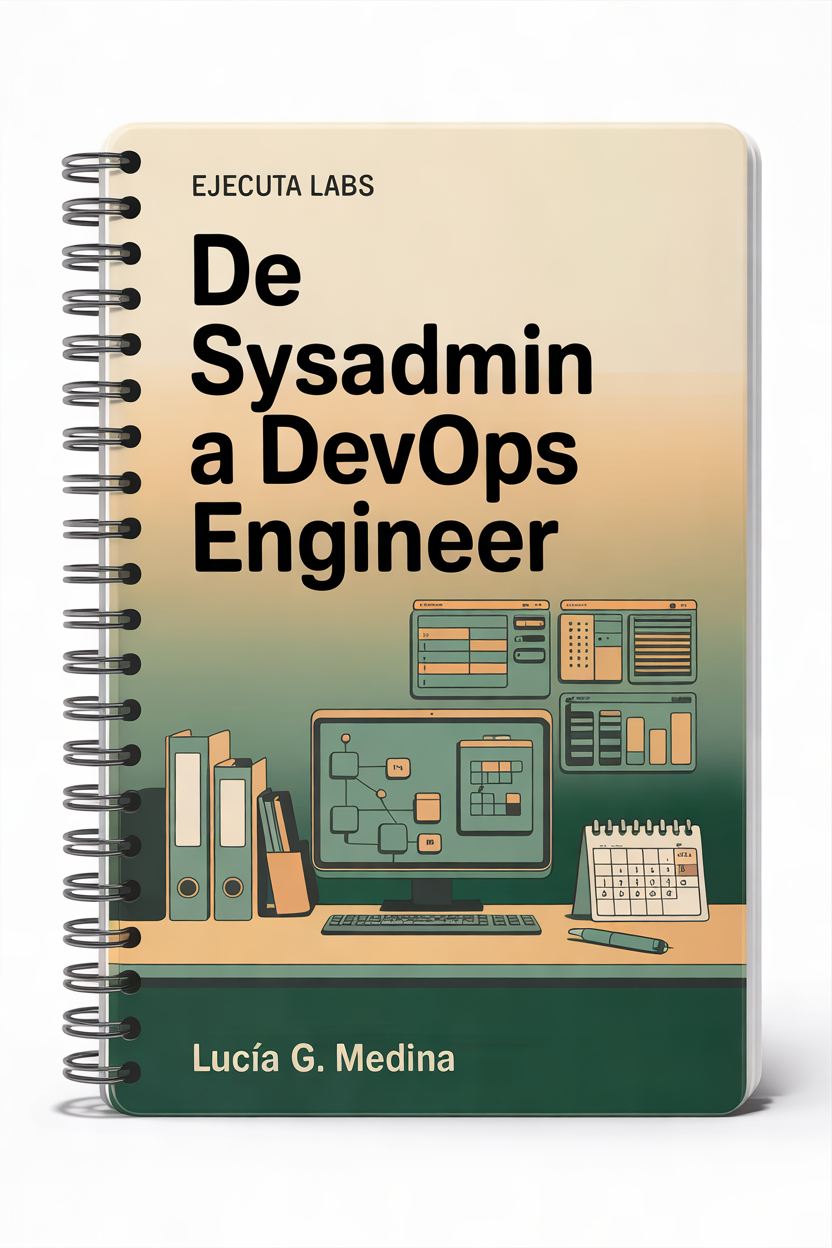 EJECUTA LABS
De
Sysadmin
a DevOps
Engineer
Lucía G. Medina